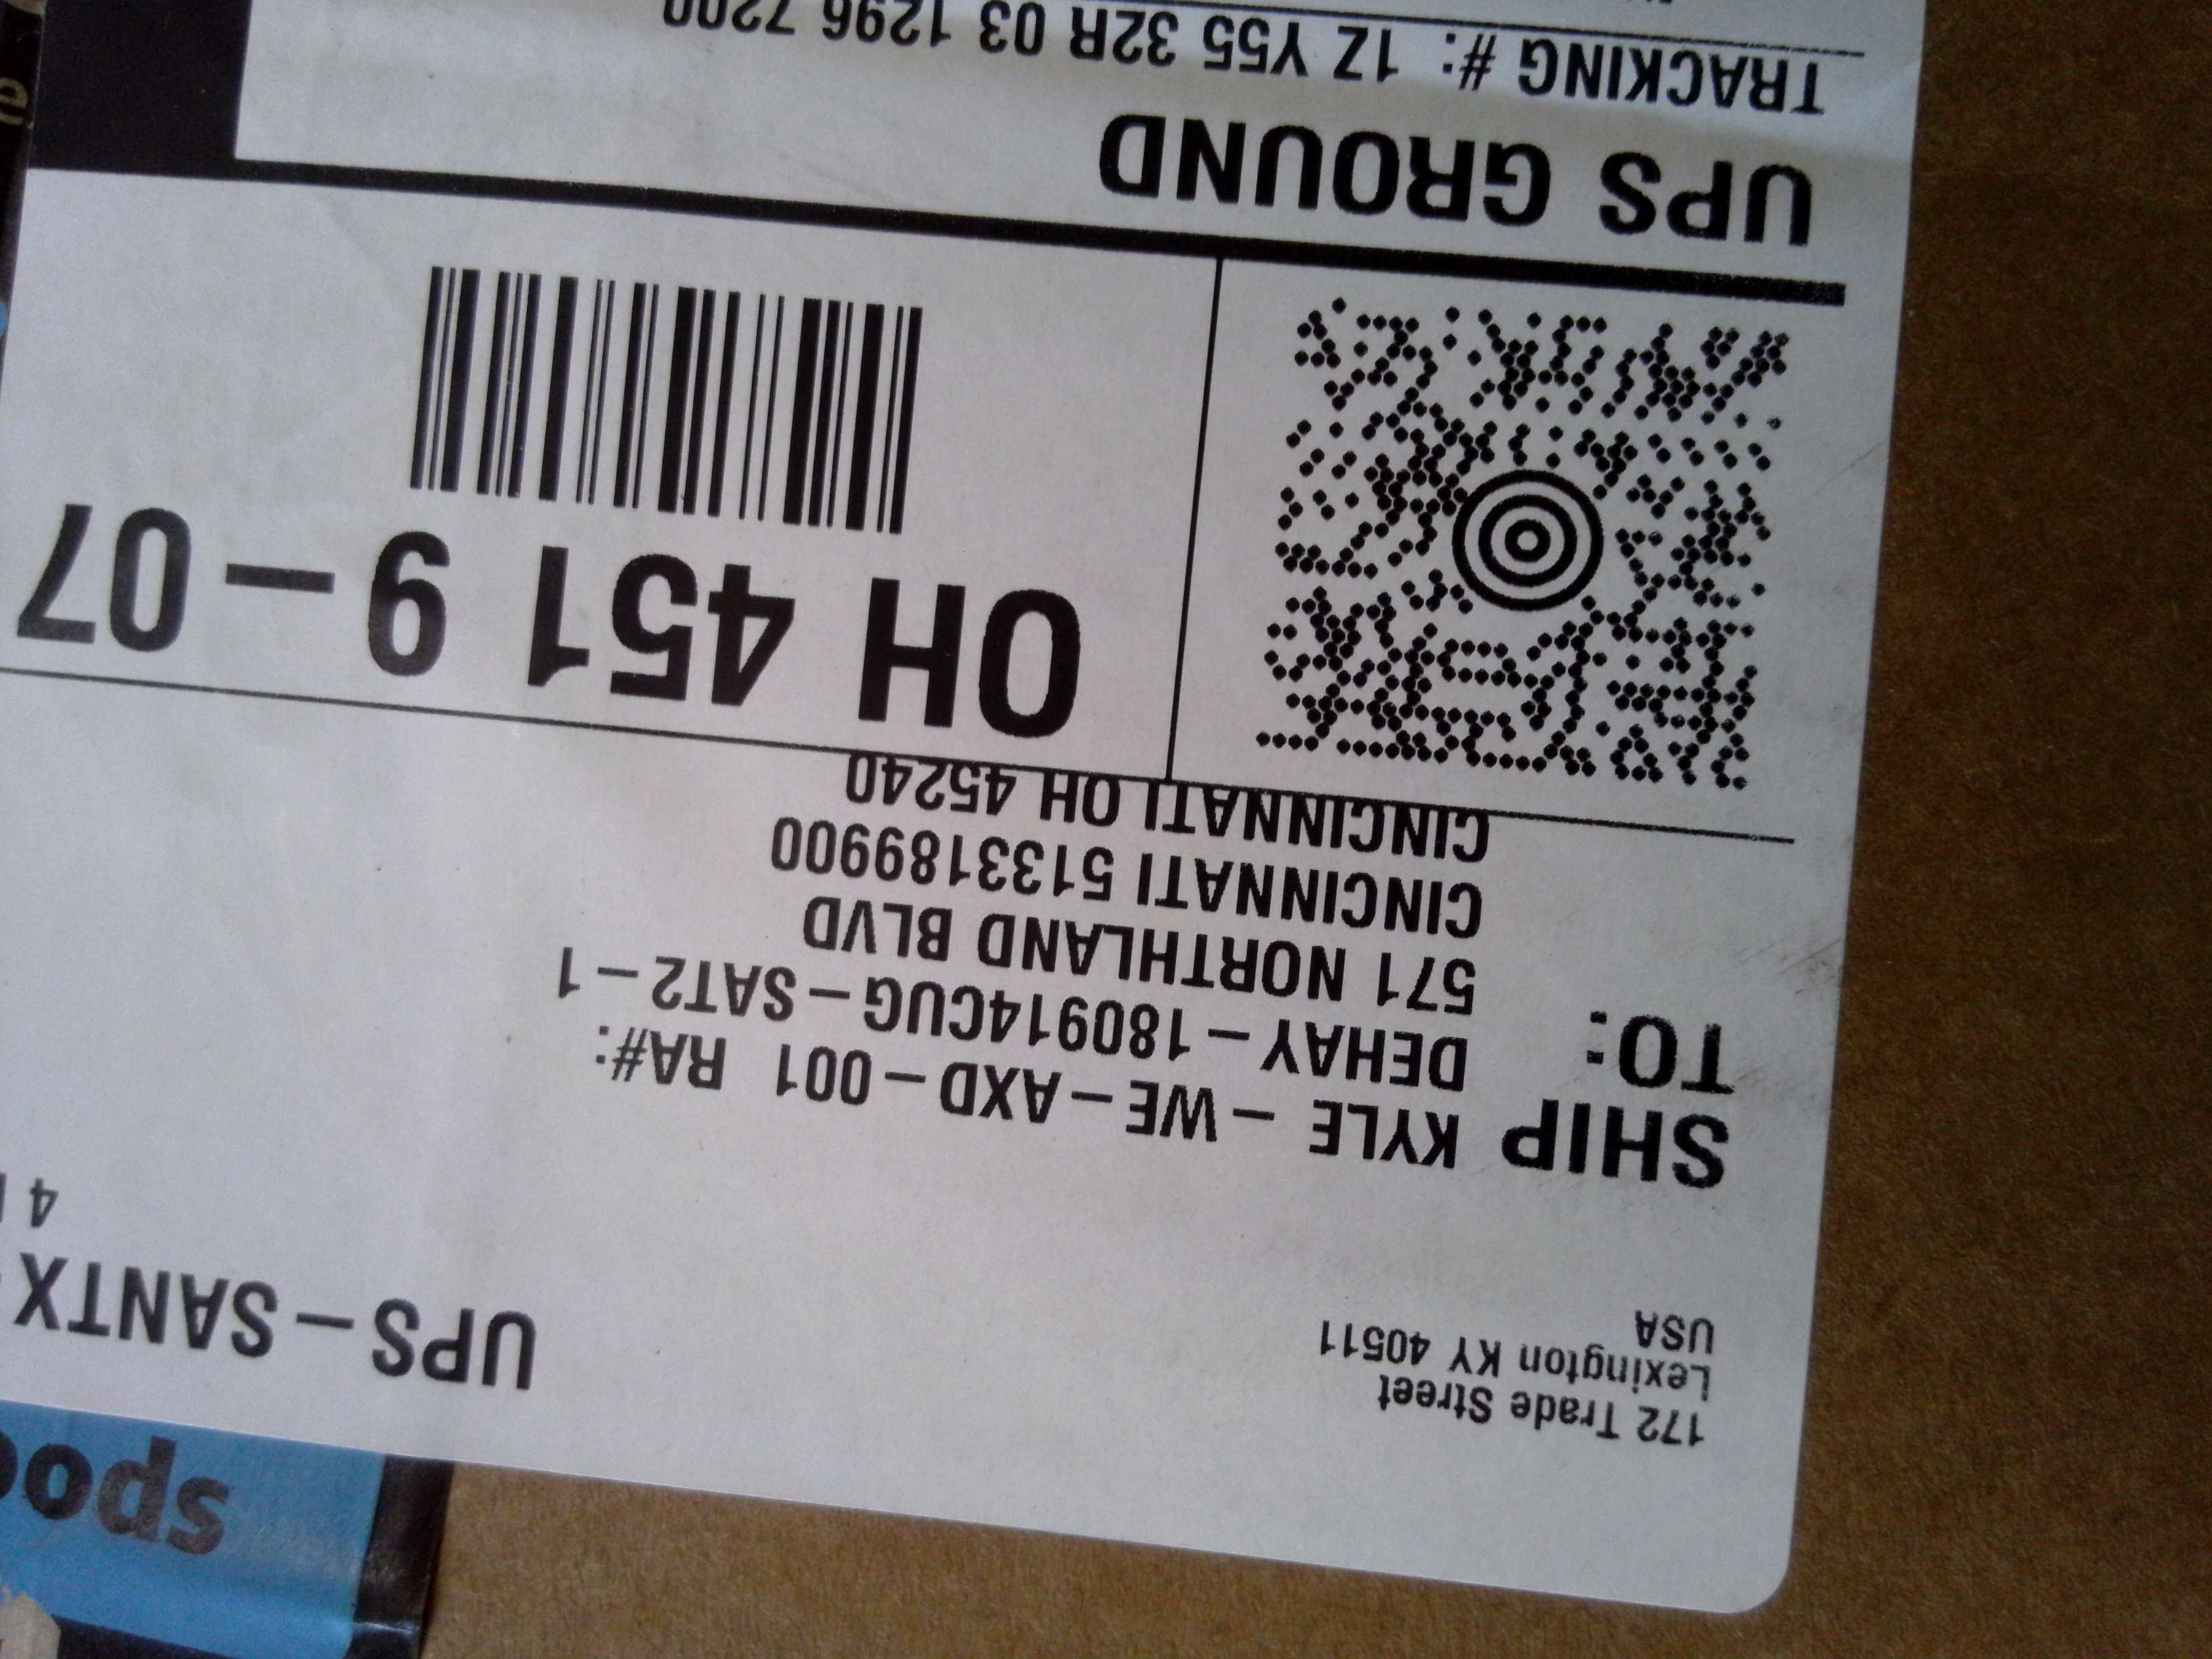 172 Trade Street
Lexington KY 40511
USA
UPS-SANTX
4
SHIP TO:
KYLE - WE-AXD-001 RA#:
DEHAY-180914CUG-SAT2-1
571 NORTHLAND BLVD
CINCINNATI 5133189900
CINCINNATI OH 45240
OH 451 9-07
UPS GROUND
TRACKING #: 1Z Y55 32R 03 1296 7200